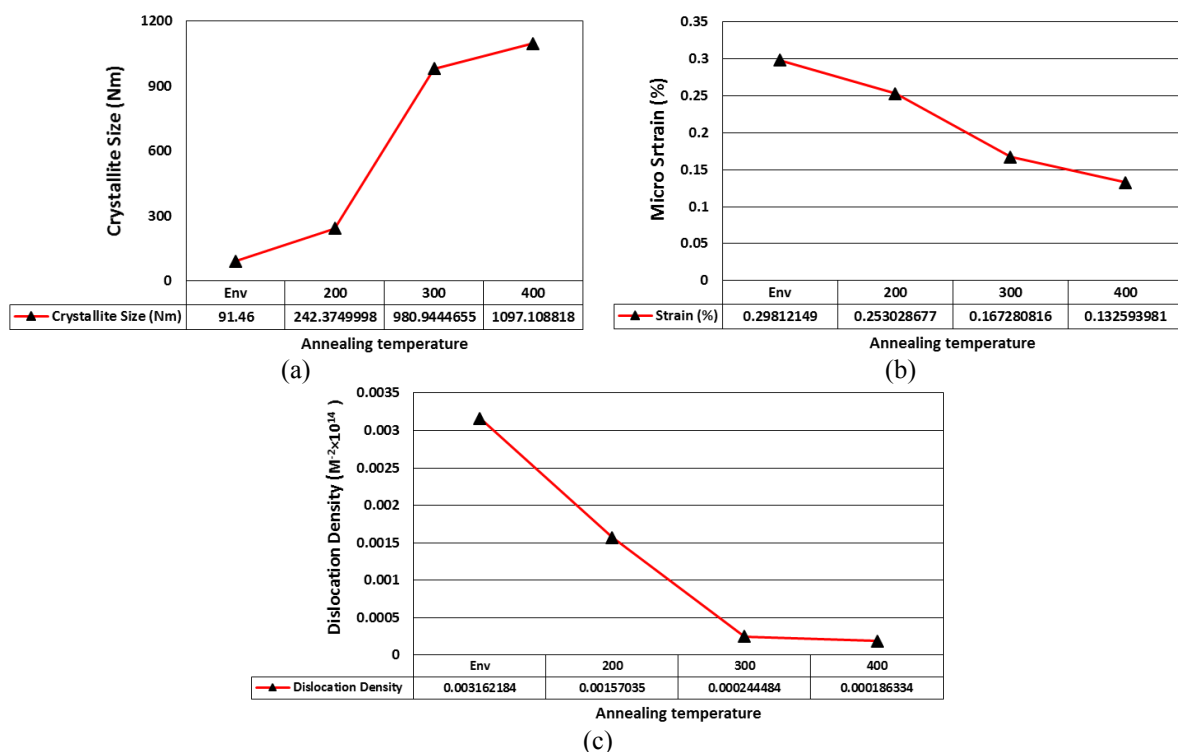 Crystallite Size (Nm)
1200
900
600
300
0
Env 200 300 400
Crystallite Size (Nm) 91.46 242.3749998 980.9444655 1097.108818
Annealing temperature
(a)
Micro Srtrain (%)
0.35
0.3
0.25
0.2
0.15
0.1
0.05
0
Env 200 300 400
Strain (%) 0.29812149 0.253028677 0.167280816 0.132593981
Annealing temperature
(b)
Dislocation Density (M⁻²×10¹⁴ )
0.0035
0.003
0.0025
0.002
0.0015
0.001
0.0005
0
Env 200 300 400
Dislocation Density 0.003162184 0.00157035 0.000244484 0.000186334
Annealing temperature
(c)